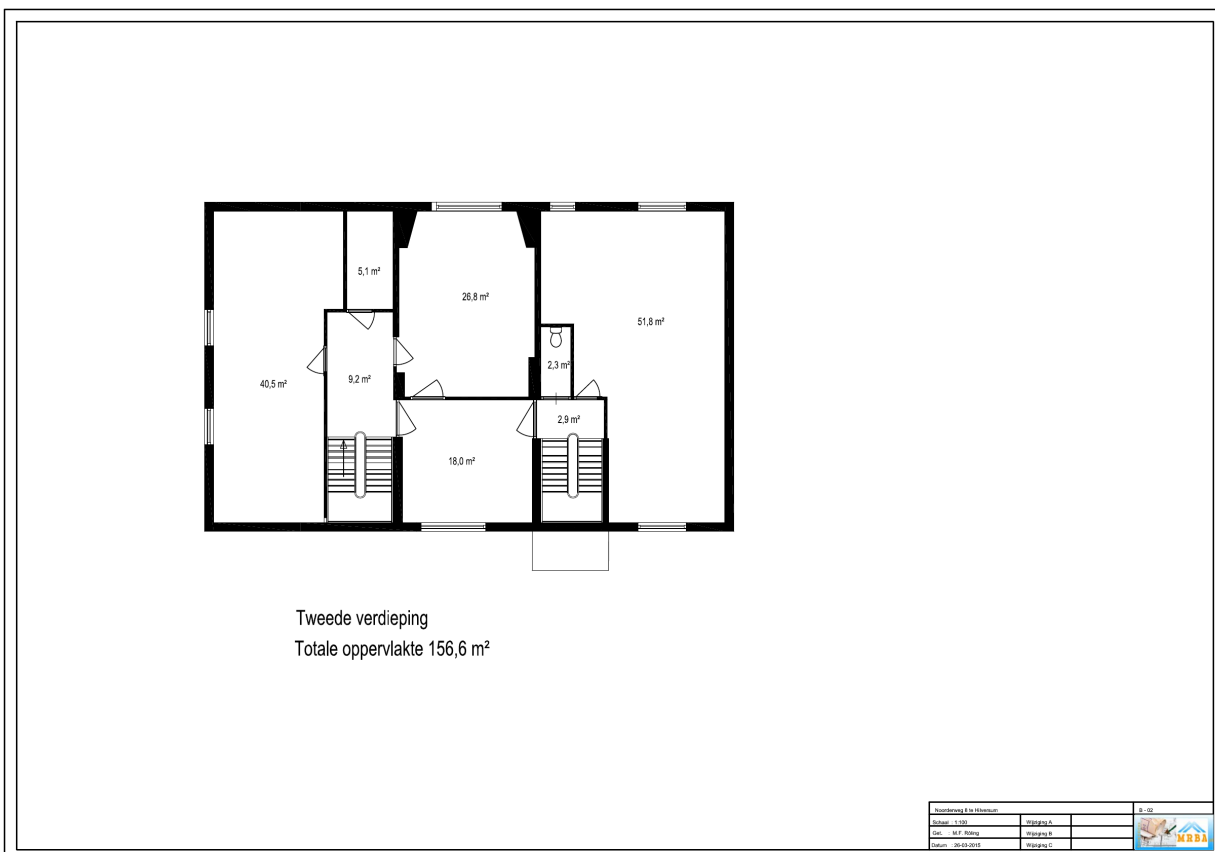 5,1 m²
26,8 m²
51,8 m²
2,3 m²
40,5 m²
9,2 m²
2,9 m²
18,0 m²
Tweede verdieping
Totale oppervlakte 156,6 m²
Noorderweg 8 te Hilversum
B - 02
Schaal : 1:100
Wijziging A
Get. : M.F. Röling
Wijziging B
Datum : 26-03-2015
Wijziging C
MRBA